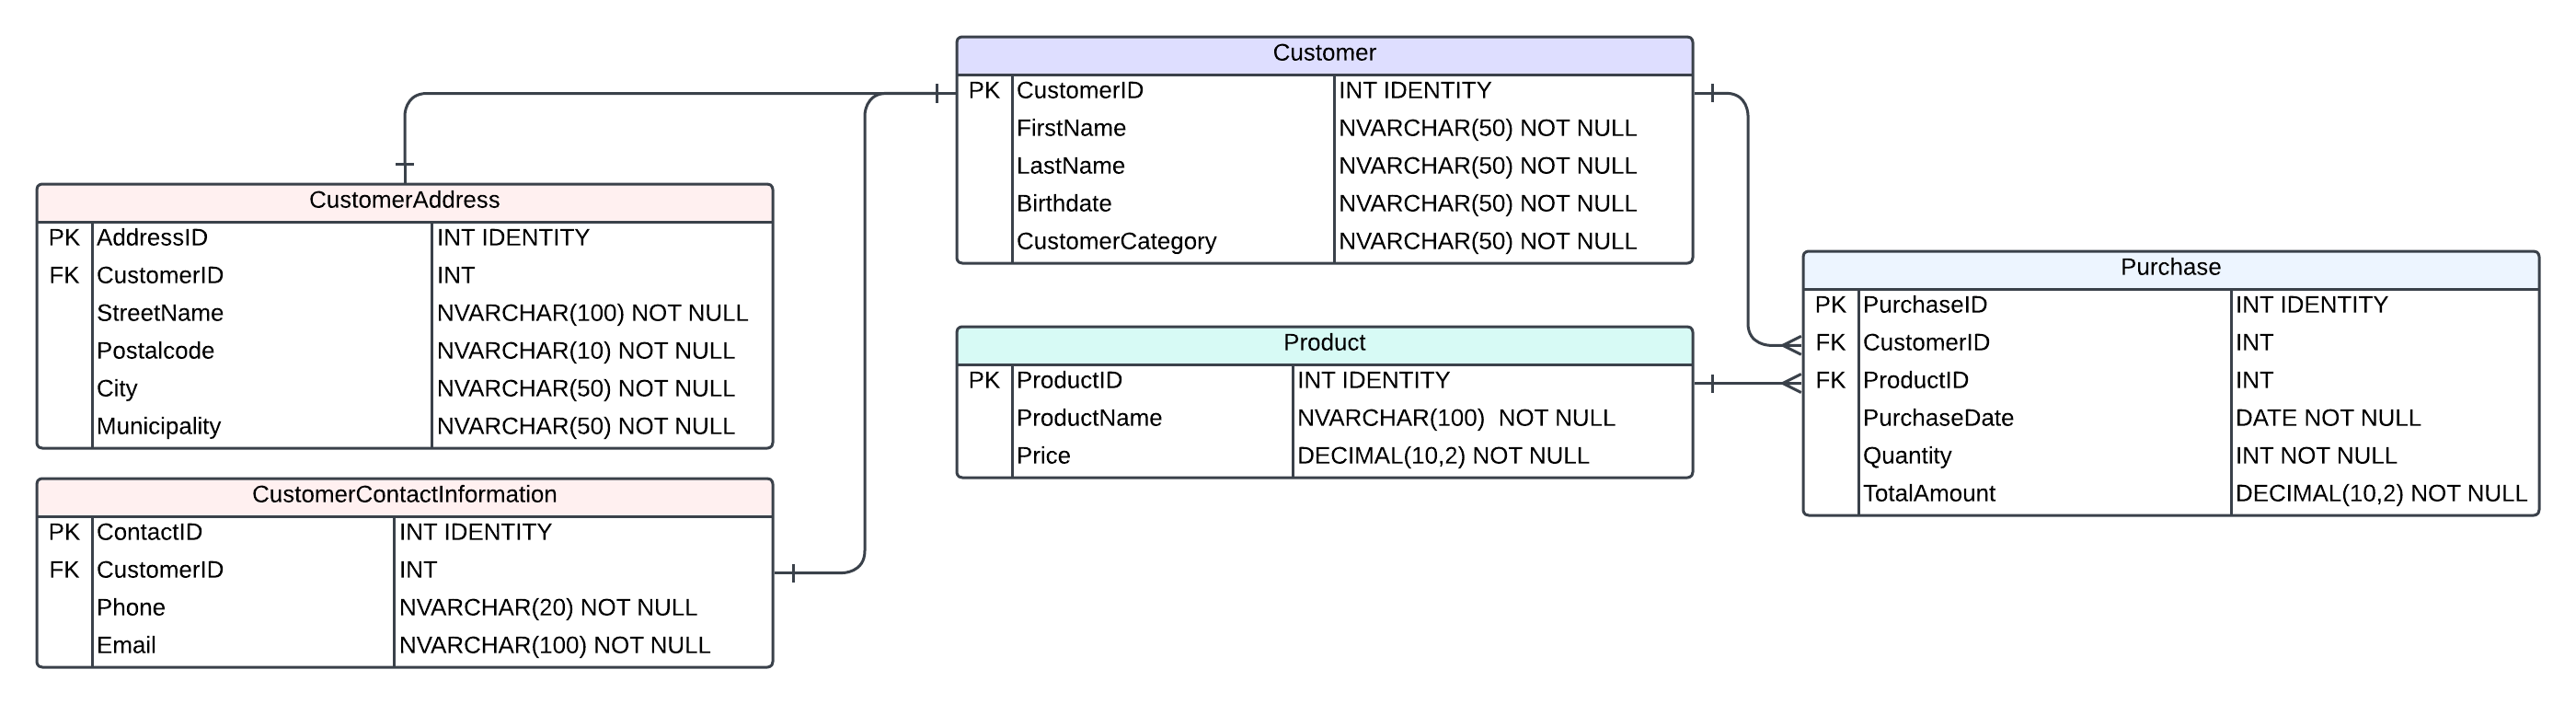 Customer
PK CustomerID INT IDENTITY
FirstName NVARCHAR(50) NOT NULL
LastName NVARCHAR(50) NOT NULL
Birthdate NVARCHAR(50) NOT NULL
CustomerCategory NVARCHAR(50) NOT NULL
CustomerAddress
PK AddressID INT IDENTITY
FK CustomerID INT
StreetName NVARCHAR(100) NOT NULL
Postalcode NVARCHAR(10) NOT NULL
City NVARCHAR(50) NOT NULL
Municipality NVARCHAR(50) NOT NULL
Product
PK ProductID INT IDENTITY
ProductName NVARCHAR(100)  NOT NULL
Price DECIMAL(10,2) NOT NULL
Purchase
PK PurchaseID INT IDENTITY
FK CustomerID INT
FK ProductID INT
PurchaseDate DATE NOT NULL
Quantity INT NOT NULL
TotalAmount DECIMAL(10,2) NOT NULL
CustomerContactInformation
PK ContactID INT IDENTITY
FK CustomerID INT
Phone NVARCHAR(20) NOT NULL
Email NVARCHAR(100) NOT NULL